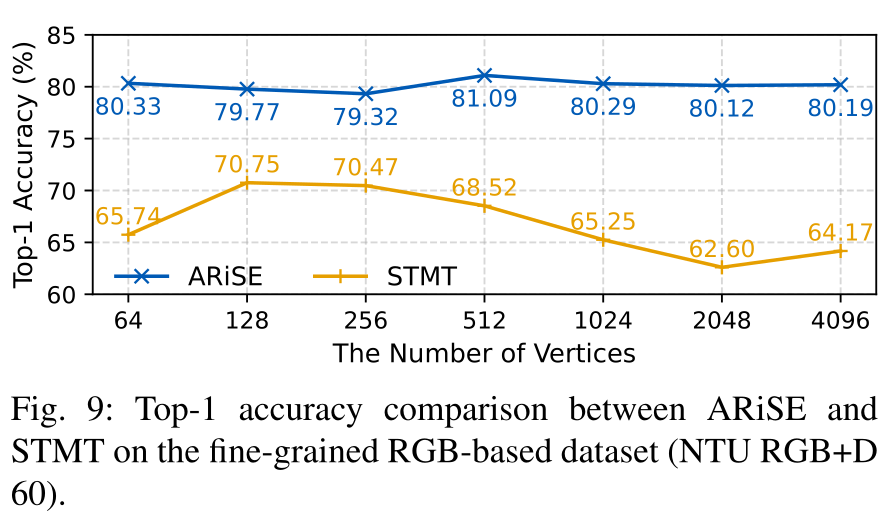 85
80
75
70
65
60
Top-1 Accuracy (%)
80.33 79.77 79.32 81.09 80.29 80.12 80.19
65.74 70.75 70.47 68.52 65.25 62.60 64.17
ARiSE STMT
64 128 256 512 1024 2048 4096
The Number of Vertices
Fig. 9: Top-1 accuracy comparison between ARiSE and
STMT on the fine-grained RGB-based dataset (NTU RGB+D
60).